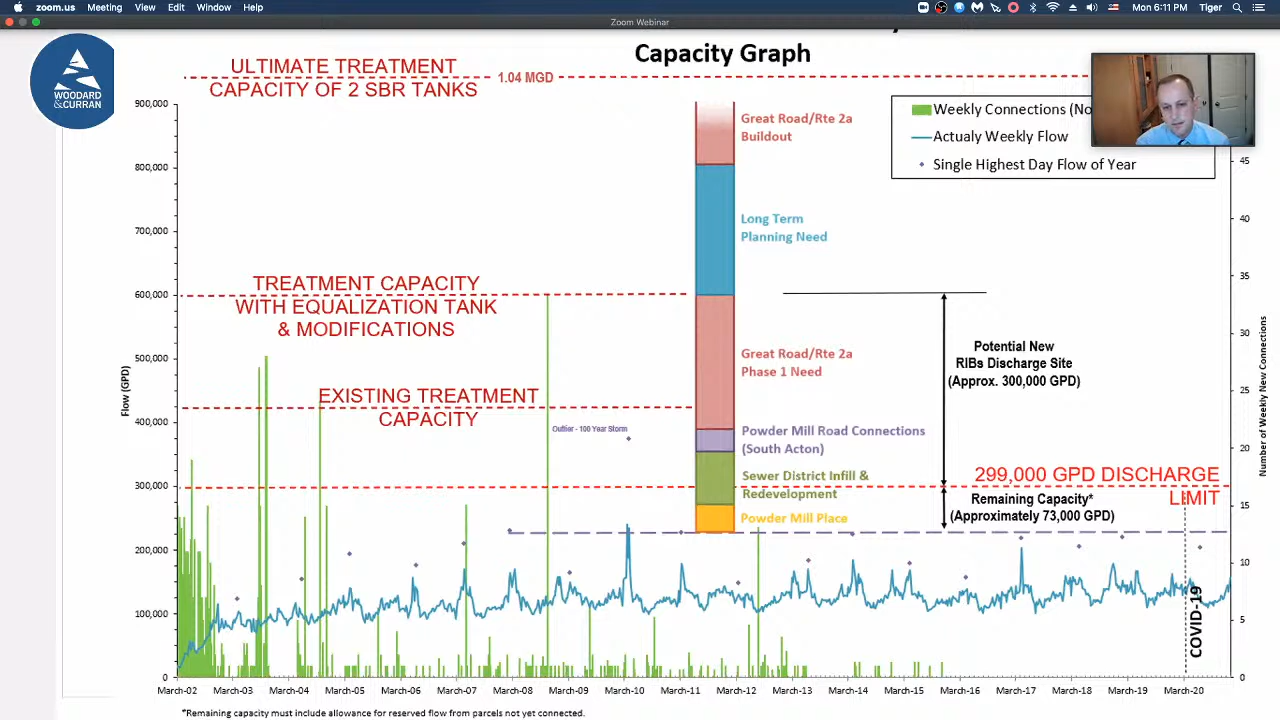 zoom.us Meeting View Edit Window Help
Mon 6:11 PM Tiger
Zoom Webinar
WOODARD
&CURRAN
Capacity Graph
ULTIMATE TREATMENT
CAPACITY OF 2 SBR TANKS
1.04 MGD
Weekly Connections (No
Actualy Weekly Flow
Single Highest Day Flow of Year
Great Road/Rte 2a
Buildout
Long Term
Planning Need
TREATMENT CAPACITY
WITH EQUALIZATION TANK
& MODIFICATIONS
Great Road/Rte 2a
Phase 1 Need
Potential New
RIBs Discharge Site
(Approx. 300,000 GPD)
EXISTING TREATMENT
CAPACITY
Outlier - 100 Year Storm
Powder Mill Road Connections
(South Acton)
Sewer District Infill &
Redevelopment
299,000 GPD DISCHARGE
LIMIT
Remaining Capacity*
(Approximately 73,000 GPD)
Powder Mill Place
COVID-19
Flow (GPD)
900,000
800,000
700,000
600,000
500,000
400,000
300,000
200,000
100,000
0
Number of Weekly New Connections
45
40
35
30
25
20
15
10
5
0
March-02 March-03 March-04 March-05 March-06 March-07 March-08 March-09 March-10 March-11 March-12 March-13 March-14 March-15 March-16 March-17 March-18 March-19 March-20
*Remaining capacity must include allowance for reserved flow from parcels not yet connected.